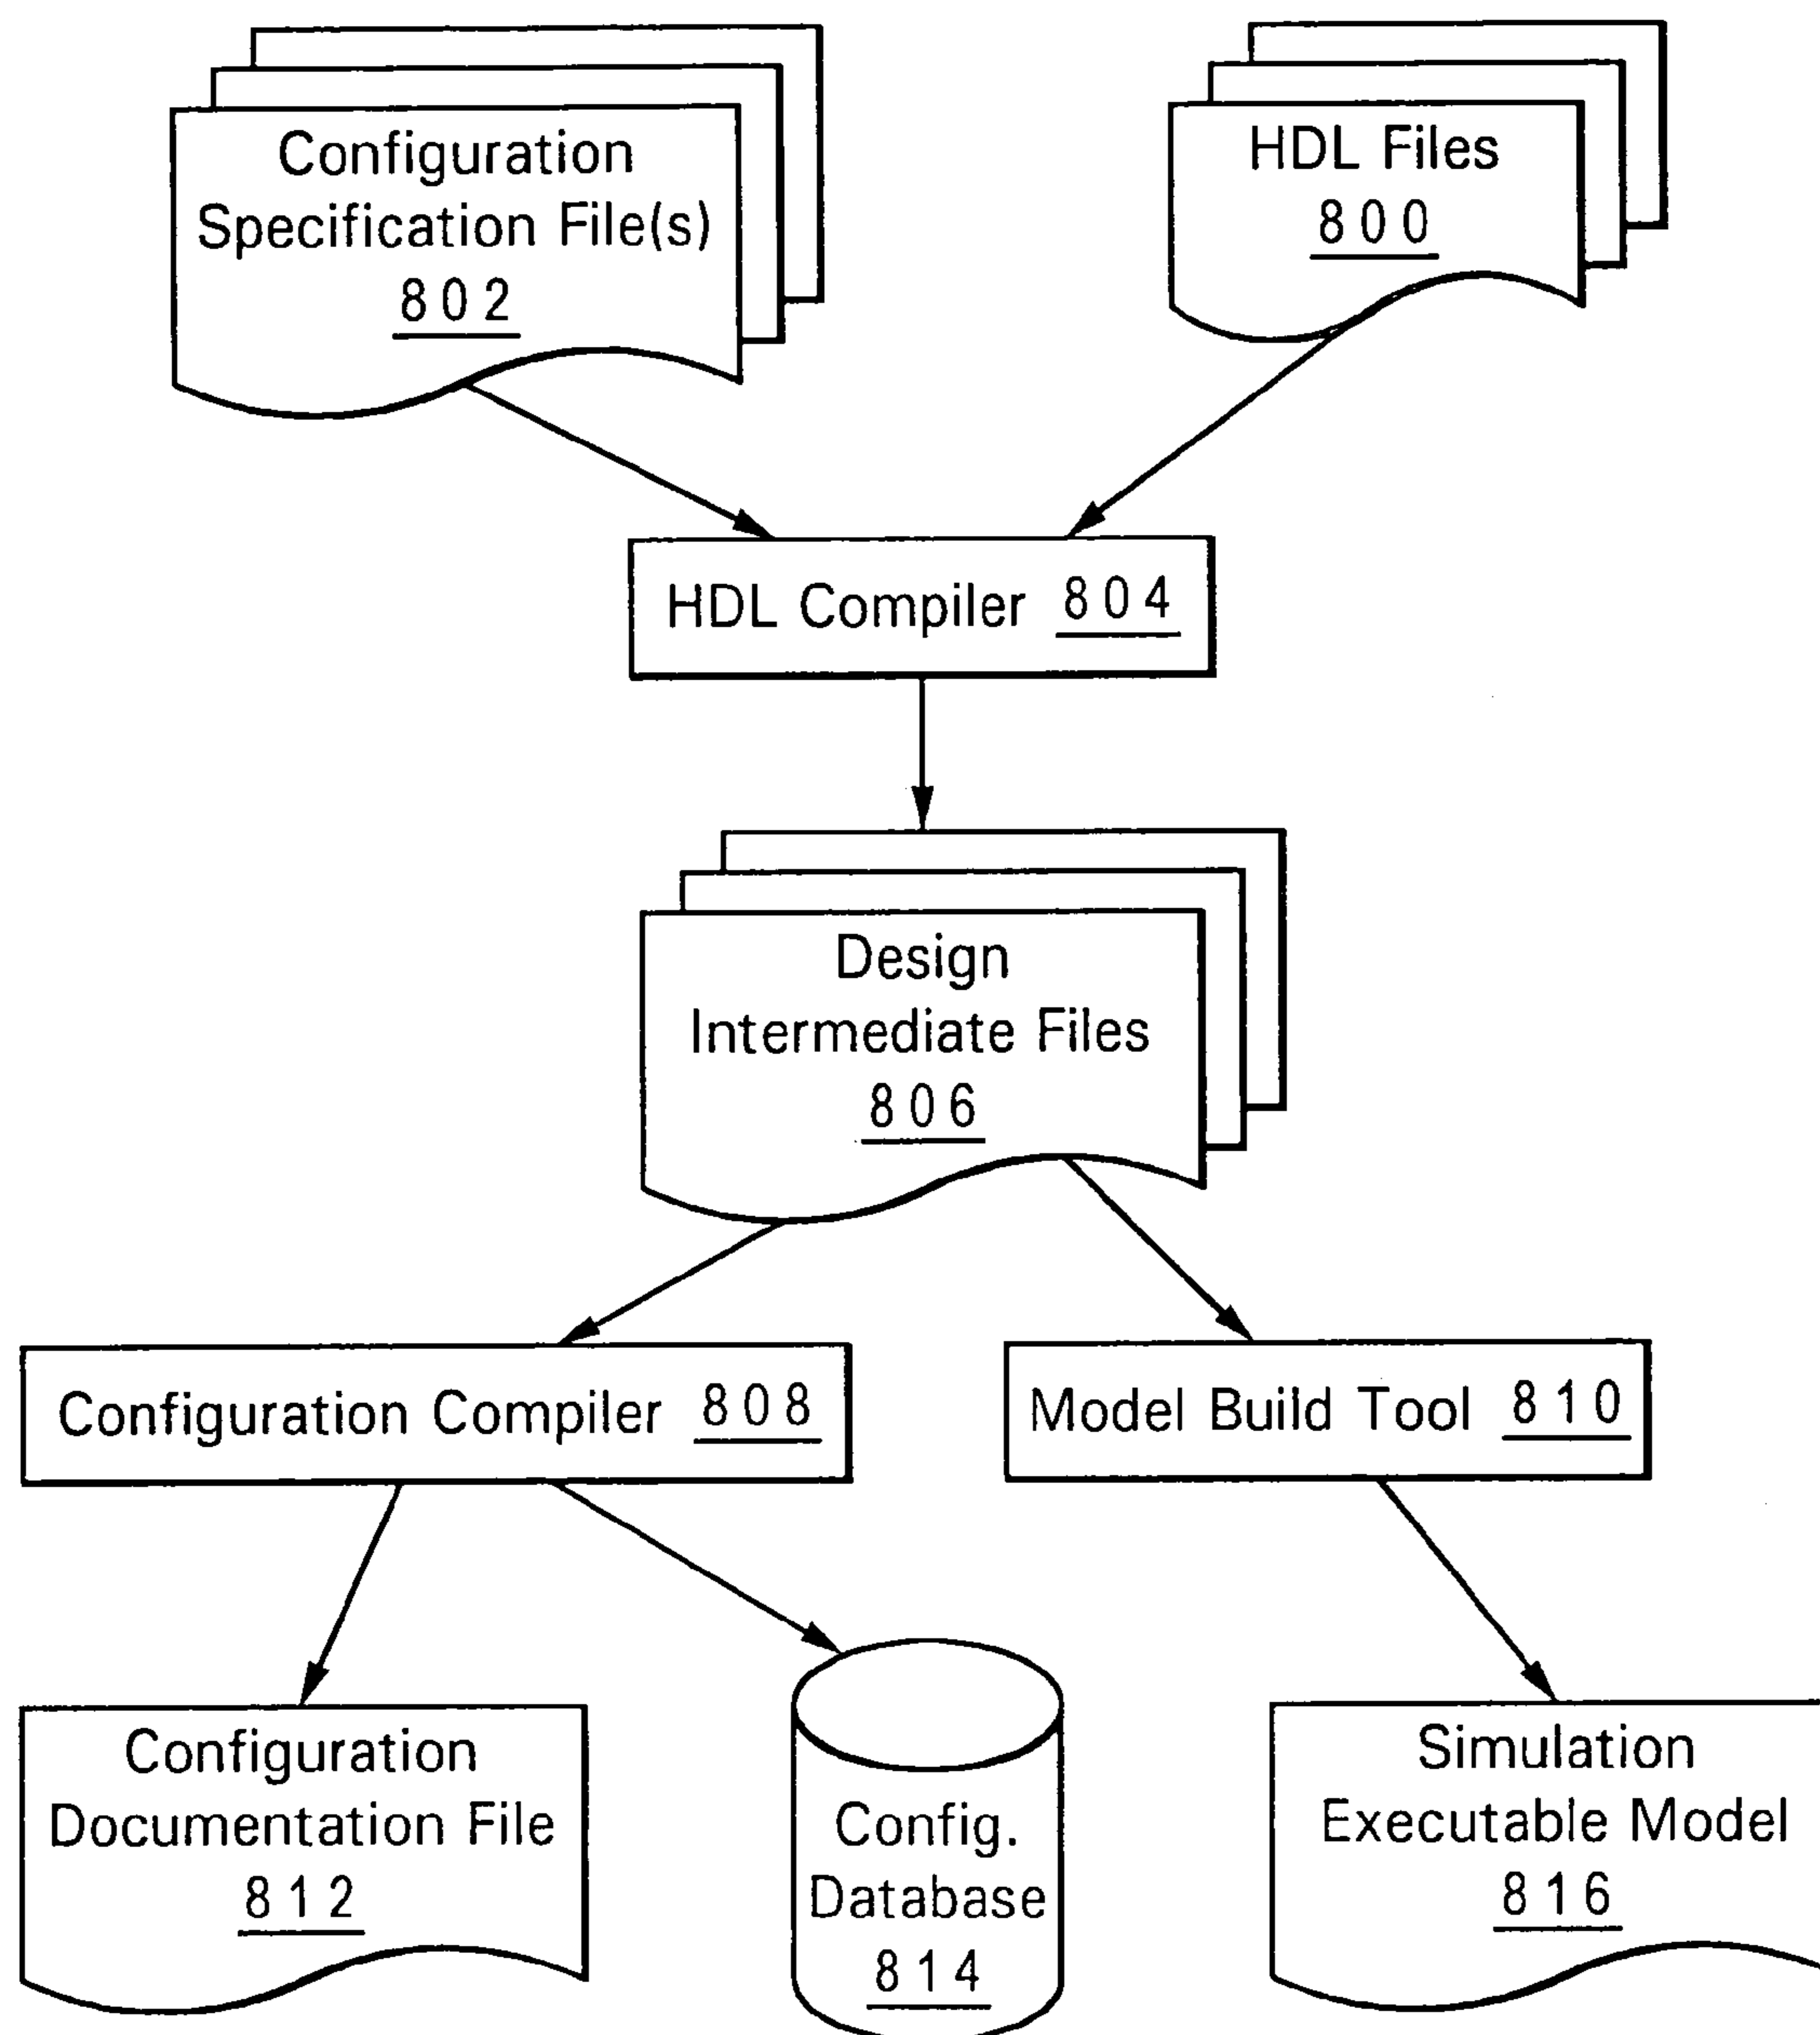 Configuration
Specification File(s)
802
HDL Files
800
HDL Compiler 804
Design
Intermediate Files
806
Configuration Compiler 808
Model Build Tool 810
Configuration
Documentation File
812
Config.
Database
814
Simulation
Executable Model
816